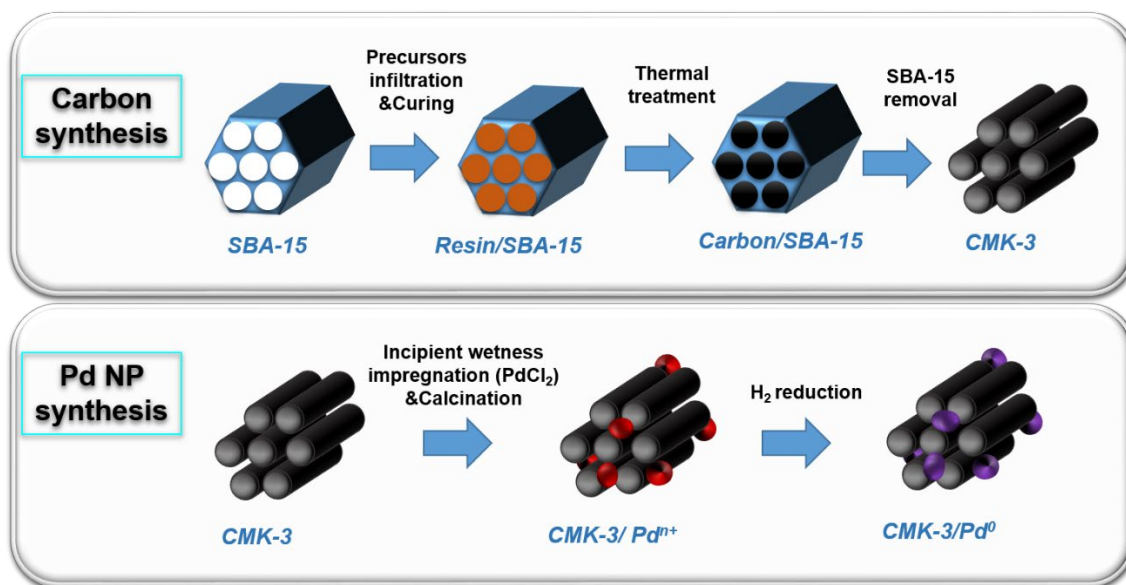 Carbon
synthesis
Precursors
infiltration
&Curing
Thermal
treatment
SBA-15
removal
SBA-15
Resin/SBA-15
Carbon/SBA-15
CMK-3
Pd NP
synthesis
Incipient wetness
impregnation (PdCl₂)
&Calcination
H₂ reduction
CMK-3
CMK-3/ Pdⁿ⁺
CMK-3/Pd⁰